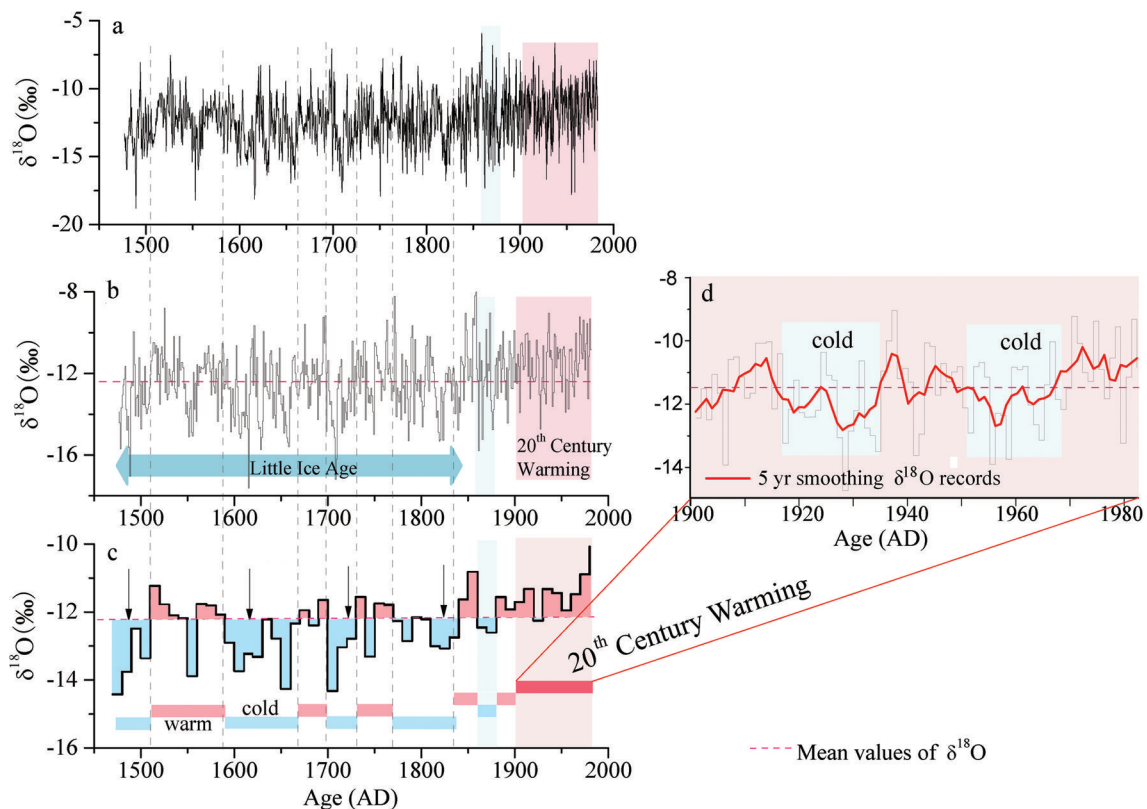 a
-5
-10
-15
-20
δ18O (‰)
1500 1600 1700 1800 1900 2000
b
-8
-12
-16
δ18O (‰)
Little Ice Age
20th Century
Warming
1500 1600 1700 1800 1900 2000
c
-10
-12
-14
-16
δ18O (‰)
warm
cold
1500 1600 1700 1800 1900 2000
Age (AD)
d
-8
-10
-12
-14
δ18O (‰)
cold
cold
5 yr smoothing δ18O records
1900 1920 1940 1960 1980
Age (AD)
20th Century Warming
Mean values of δ18O